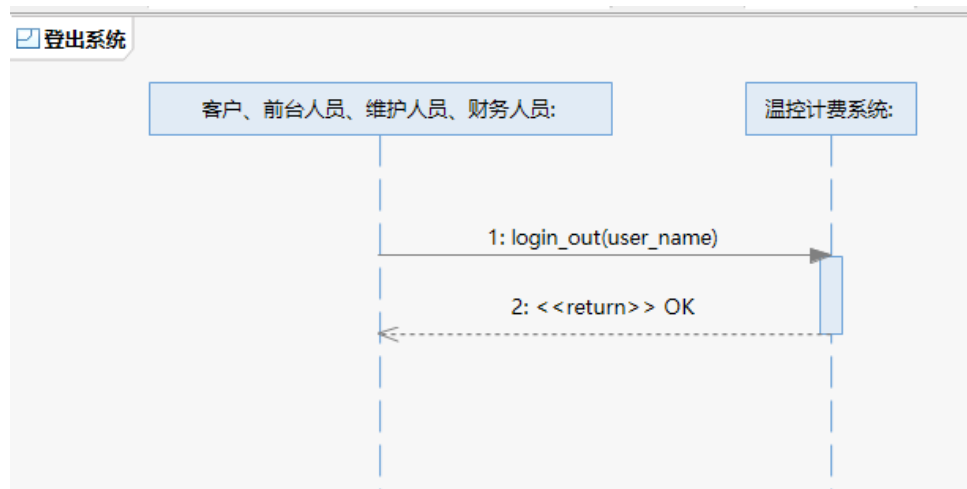 登出系统
客户、前台人员、维护人员、财务人员:
温控计费系统:
1: login_out(user_name)
2: <<return>> OK